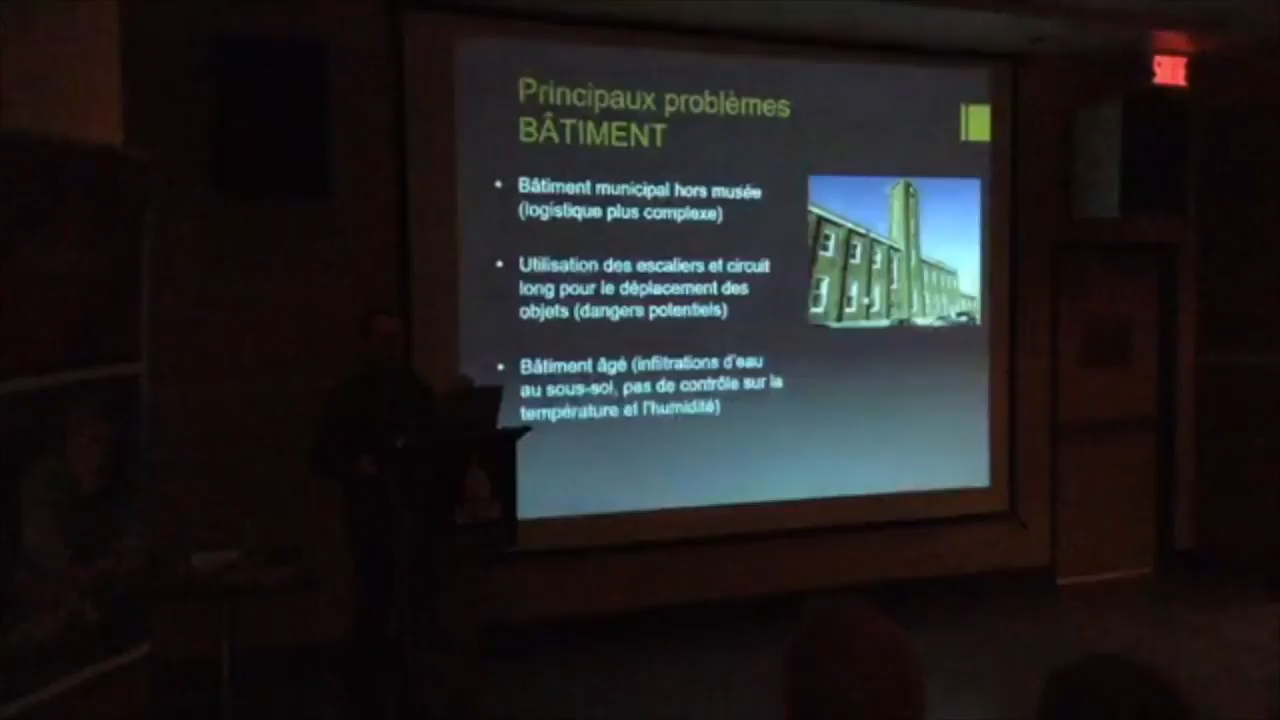 Principaux problèmes
BÂTIMENT
• Bâtiment municipal hors musée
(logistique plus complexe)
• Utilisation des escaliers et circuit
long pour le déplacement des
objets (dangers potentiels)
• Bâtiment âgé (infiltrations d'eau
au sous-sol, pas de contrôle sur la
température et l'humidité)